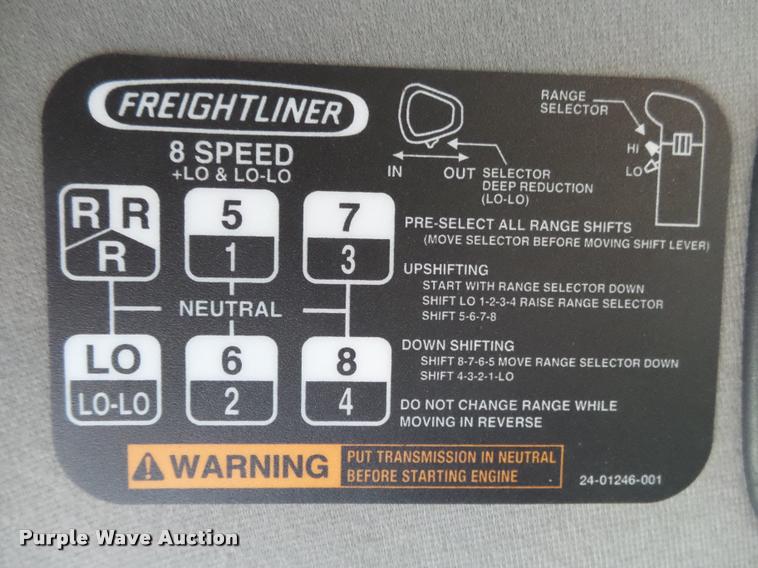 FREIGHTLINER
8 SPEED
+LO & LO-LO
R R
R
5
1
7
3
NEUTRAL
LO
LO-LO
6
2
8
4
IN
OUT SELECTOR
DEEP REDUCTION
(LO-LO)
RANGE
SELECTOR
HI
LO
PRE-SELECT ALL RANGE SHIFTS
(MOVE SELECTOR BEFORE MOVING SHIFT LEVER)
UPSHIFTING
START WITH RANGE SELECTOR DOWN
SHIFT LO 1-2-3-4 RAISE RANGE SELECTOR
SHIFT 5-6-7-8
DOWN SHIFTING
SHIFT 8-7-6-5 MOVE RANGE SELECTOR DOWN
SHIFT 4-3-2-1-LO
DO NOT CHANGE RANGE WHILE
MOVING IN REVERSE
WARNING
PUT TRANSMISSION IN NEUTRAL
BEFORE STARTING ENGINE
24-01246-001
Purple Wave Auction